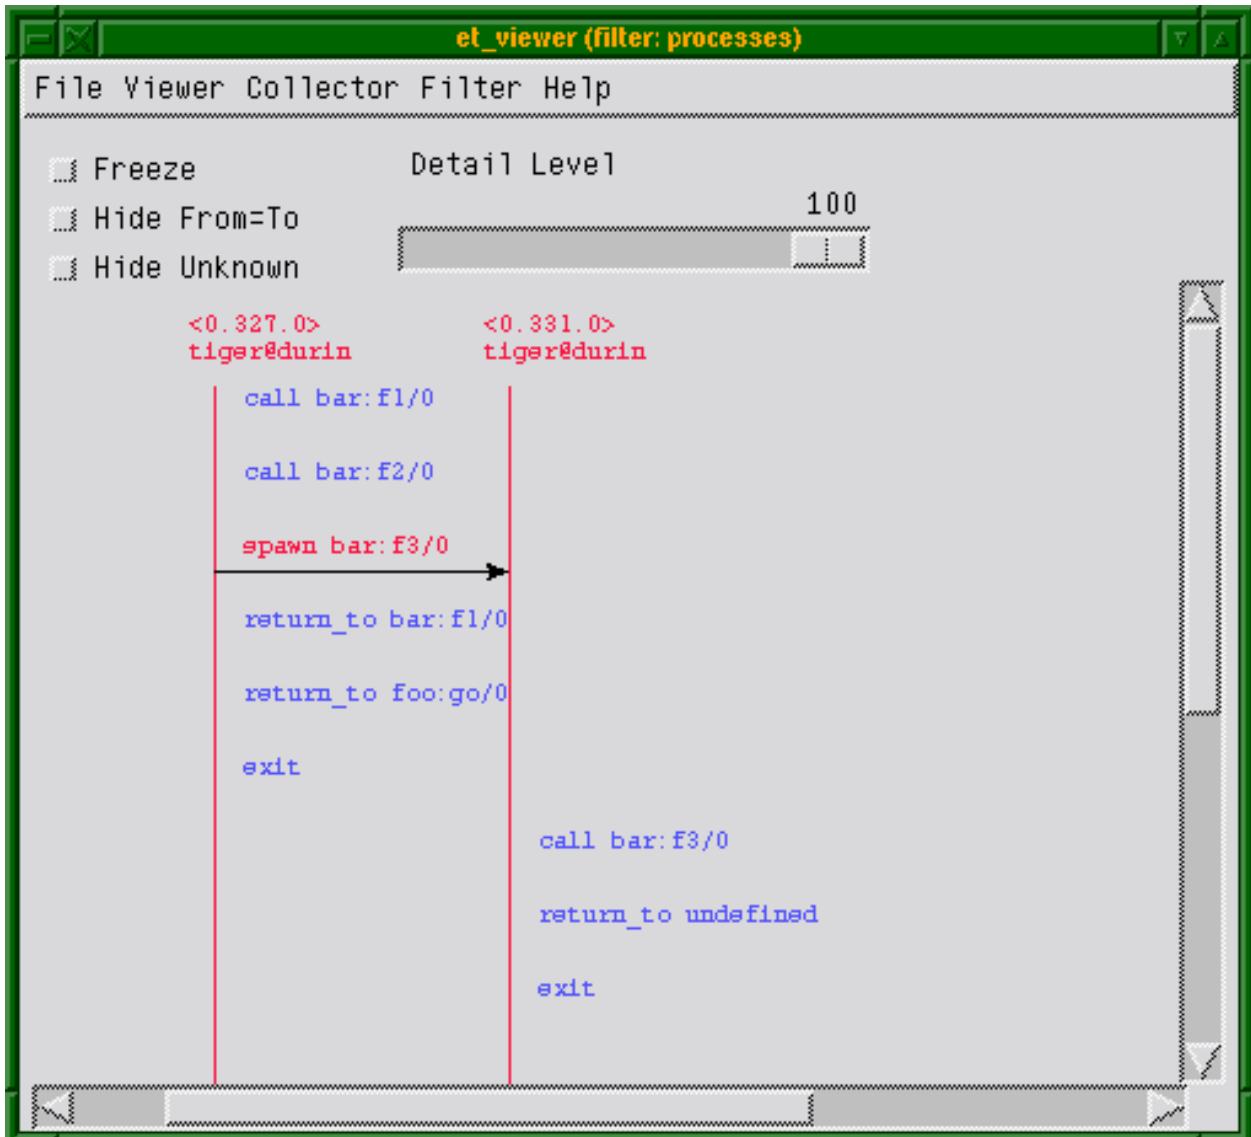 et_viewer (filter: processes)
File Viewer Collector Filter Help
Freeze
Detail Level
Hide From=To
100
Hide Unknown
<0.327.0> <0.331.0>
tiger@durin tiger@durin
call bar:f1/0
call bar:f2/0
spawn bar:f3/0
return_to bar:f1/0
return_to foo:go/0
exit
call bar:f3/0
return_to undefined
exit